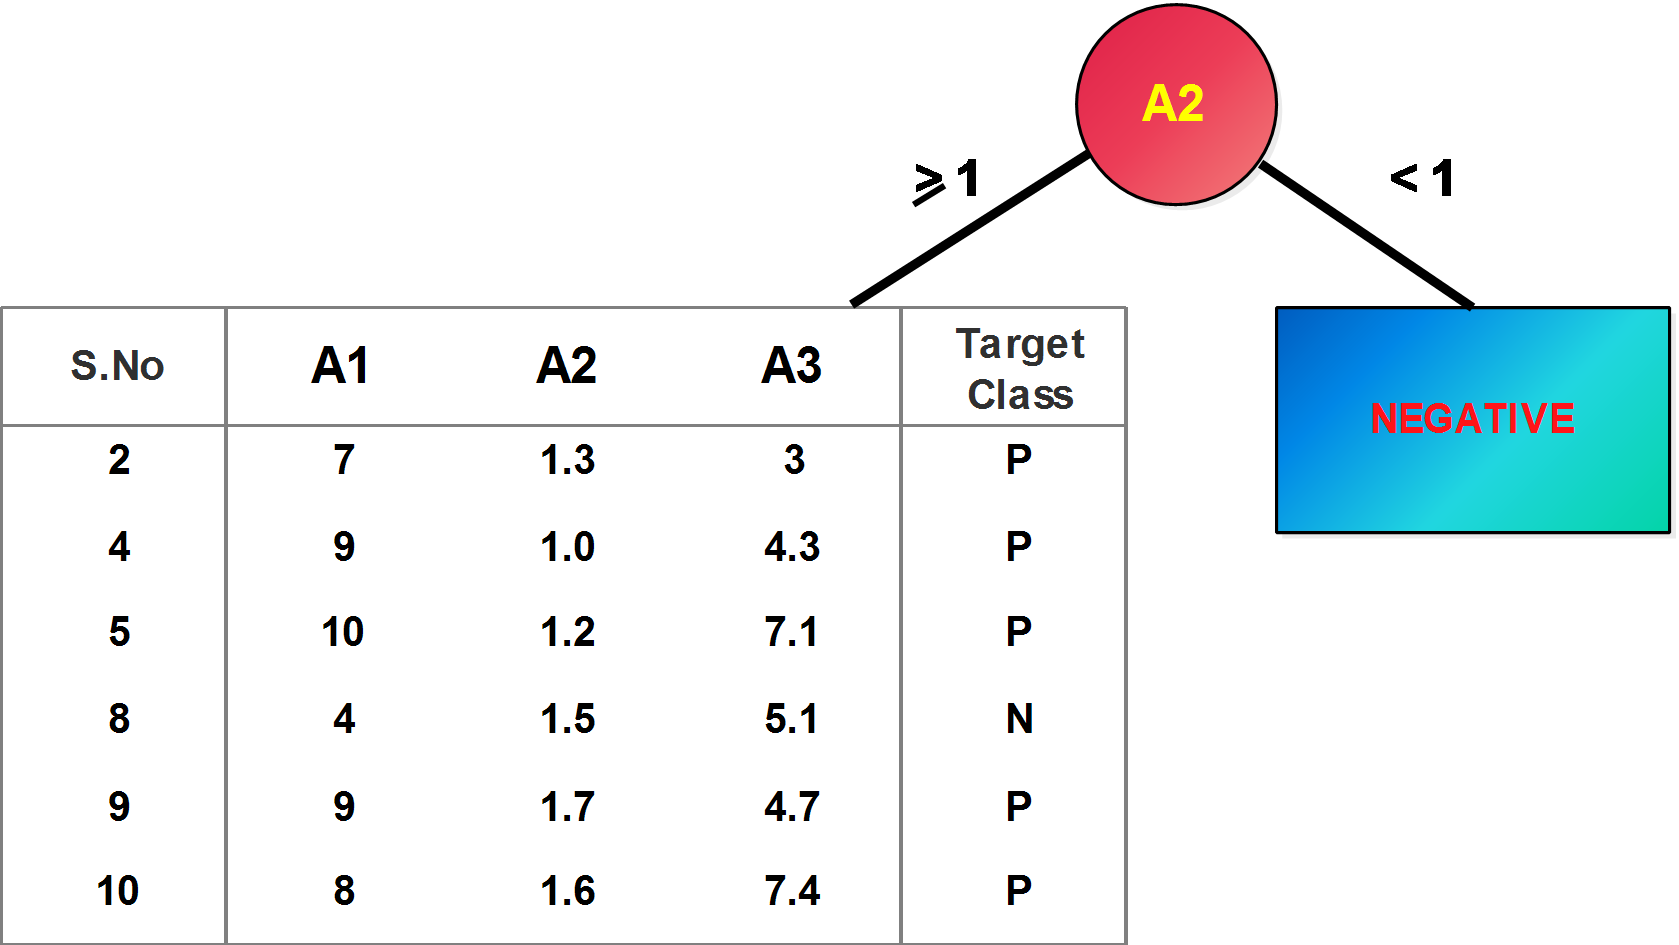 A2
≥ 1
< 1
S.No A1 A2 A3 Target Class
2 7 1.3 3 P
4 9 1.0 4.3 P
5 10 1.2 7.1 P
8 4 1.5 5.1 N
9 9 1.7 4.7 P
10 8 1.6 7.4 P
NEGATIVE